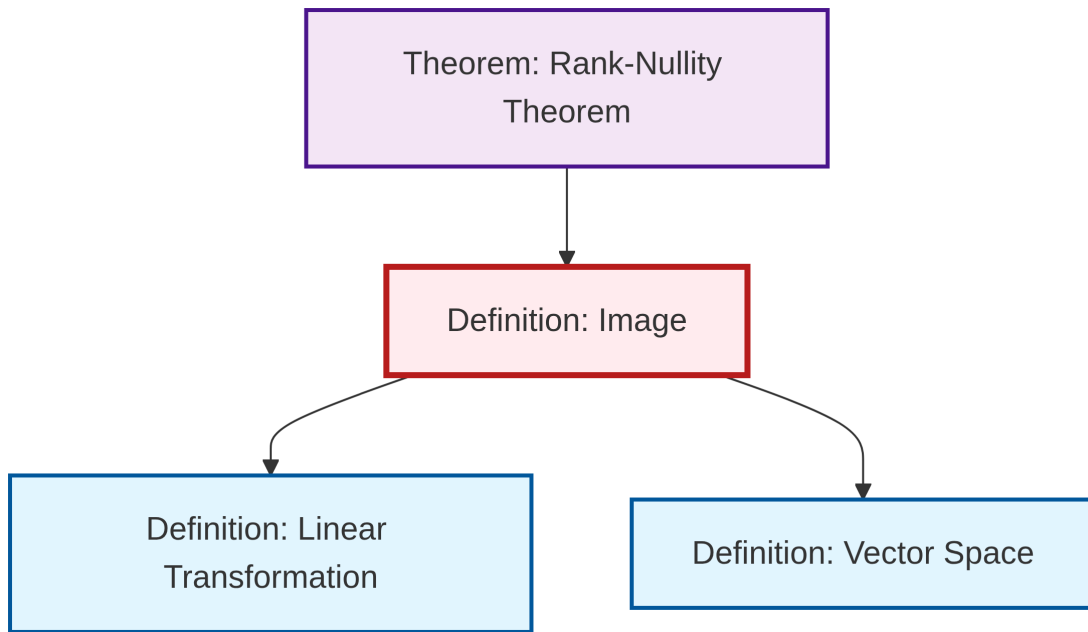 Theorem: Rank-Nullity
Theorem
Definition: Image
Definition: Linear
Transformation
Definition: Vector Space